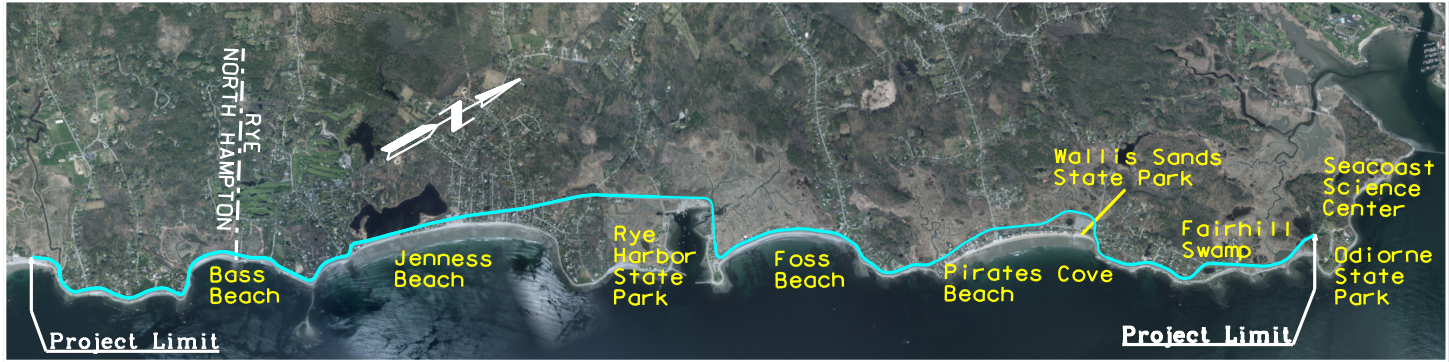 RYE
NORTH HAMPTON
N
Bass
Beach
Jenness
Beach
Rye
Harbor
State
Park
Foss
Beach
Pirates Cove
Beach
Wallis Sands
State Park
Fairhill
Swamp
Seacoast
Science
Center
Odiorne
State
Park
Project Limit
Project Limit